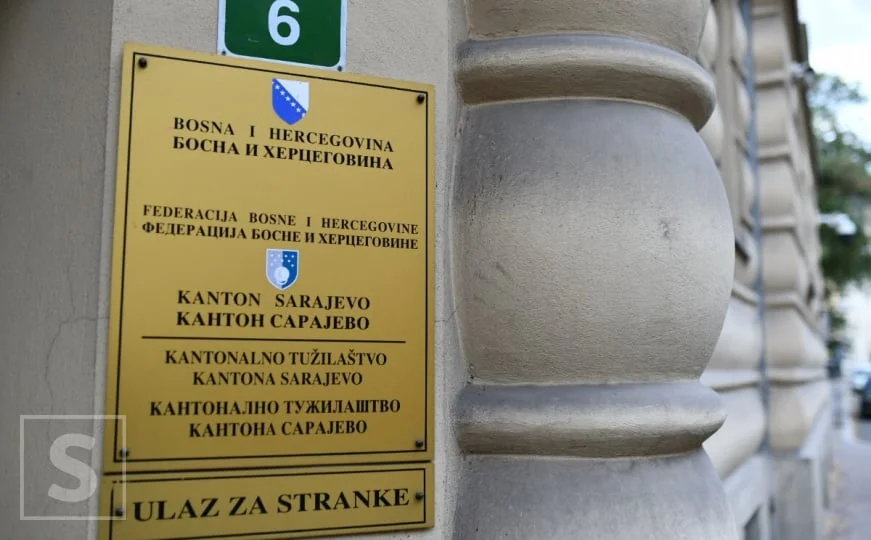 6
BOSNA I HERCEGOVINA
БОСНА И ХЕРЦЕГОВИНА
FEDERACIJA BOSNE I HERCEGOVINE
ФЕДЕРАЦИЈА БОСНЕ И ХЕРЦЕГОВИНЕ
KANTON SARAJEVO
КАНТОН САРАЈЕВО
KANTONALNO TUŽILAŠTVO
KANTONA SARAJEVO
КАНТОНАЛНО ТУЖИЛАШТВО
КАНТОНА САРАЈЕВО
S
ULAZ ZA STRANKE